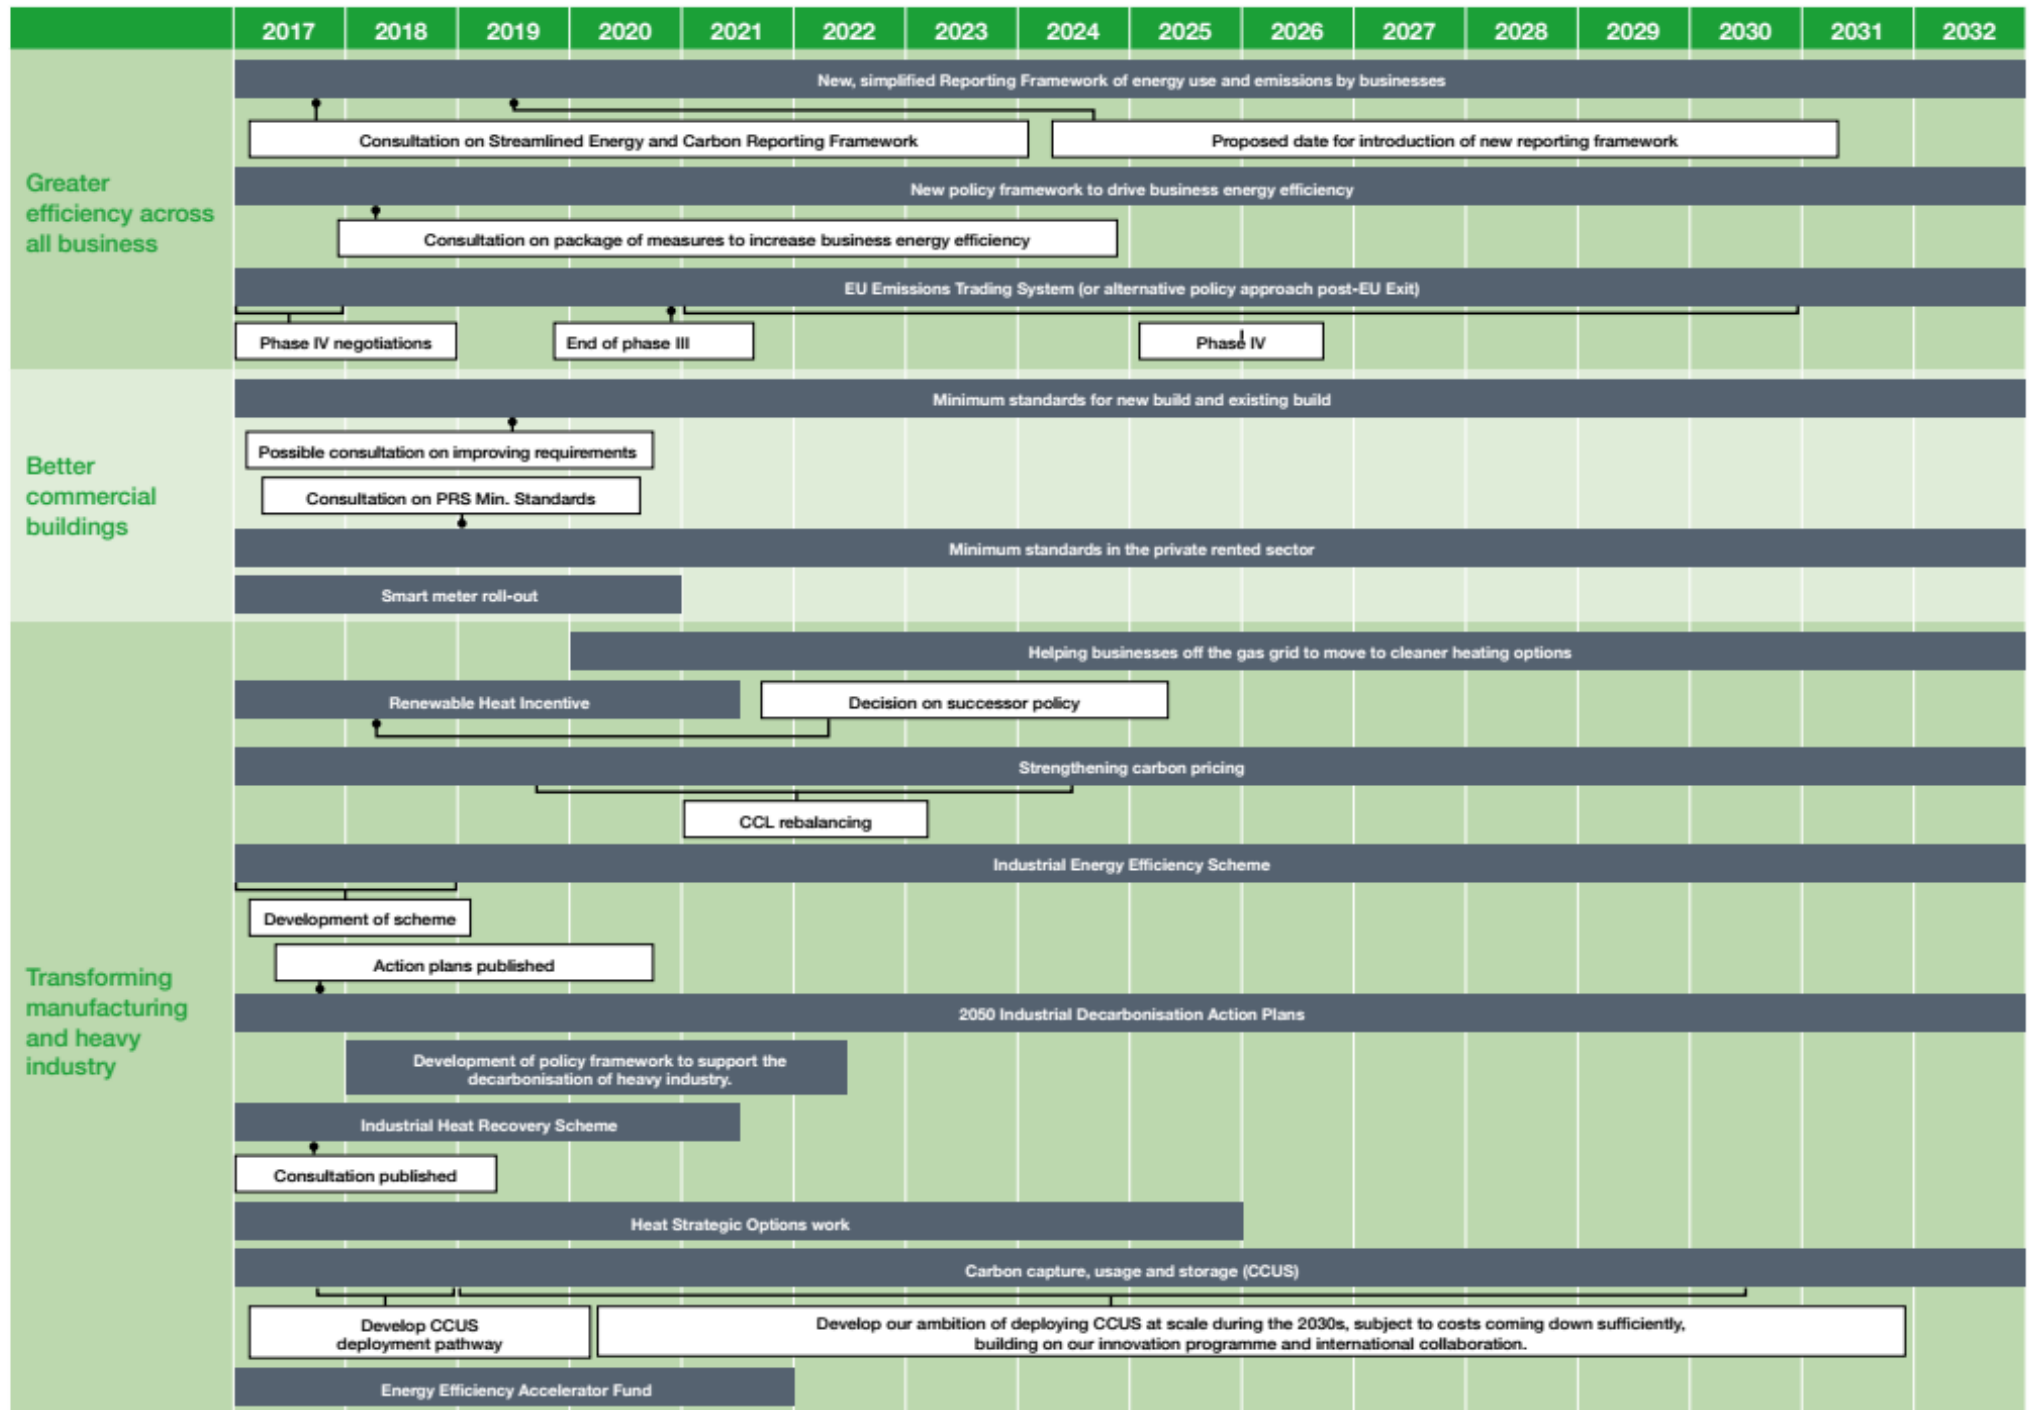 2017 2018 2019 2020 2021 2022 2023 2024 2025 2026 2027 2028 2029 2030 2031 2032
Greater
efficiency across
all business
New, simplified Reporting Framework of energy use and emissions by businesses
Consultation on Streamlined Energy and Carbon Reporting Framework
Proposed date for introduction of new reporting framework
New policy framework to drive business energy efficiency
Consultation on package of measures to increase business energy efficiency
EU Emissions Trading System (or alternative policy approach post-EU Exit)
Phase IV negotiations
End of phase III
Phase IV
Better
commercial
buildings
Minimum standards for new build and existing build
Possible consultation on improving requirements
Consultation on PRS Min. Standards
Minimum standards in the private rented sector
Smart meter roll-out
Transforming
manufacturing
and heavy
industry
Helping businesses off the gas grid to move to cleaner heating options
Renewable Heat Incentive
Decision on successor policy
Strengthening carbon pricing
CCL rebalancing
Industrial Energy Efficiency Scheme
Development of scheme
Action plans published
2050 Industrial Decarbonisation Action Plans
Development of policy framework to support the
decarbonisation of heavy industry.
Industrial Heat Recovery Scheme
Consultation published
Heat Strategic Options work
Carbon capture, usage and storage (CCUS)
Develop CCUS
deployment pathway
Develop our ambition of deploying CCUS at scale during the 2030s, subject to costs coming down sufficiently,
building on our innovation programme and international collaboration.
Energy Efficiency Accelerator Fund